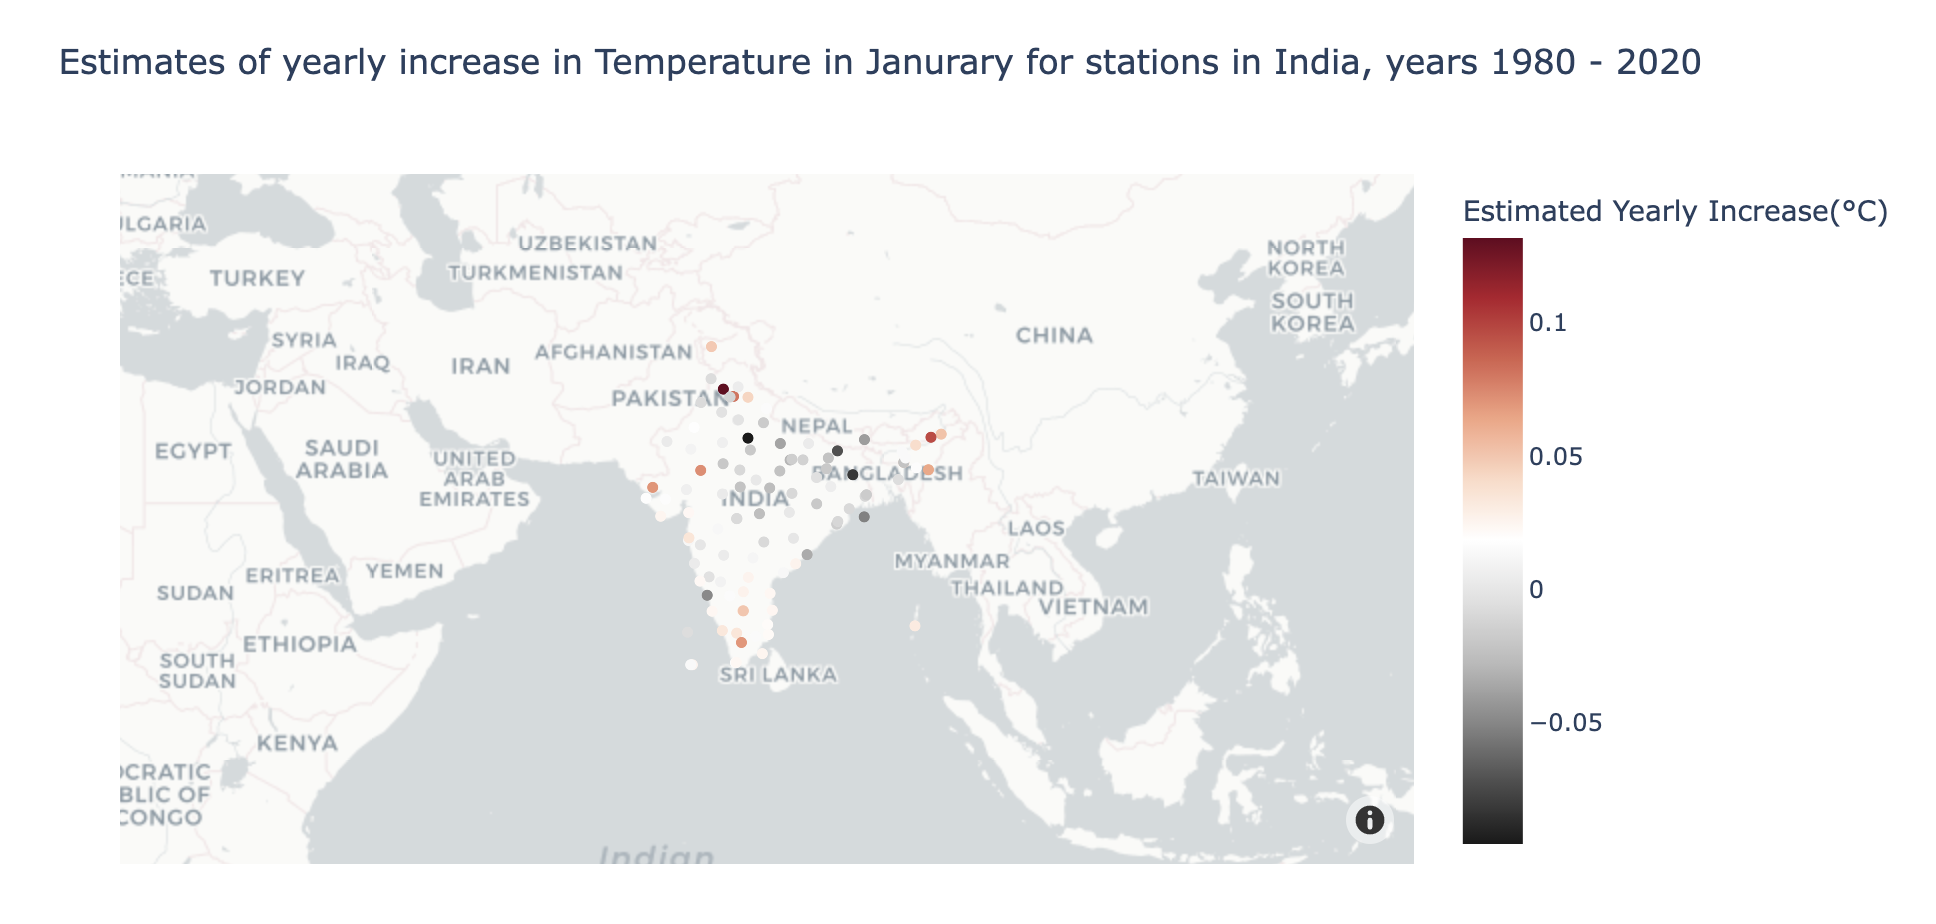 Estimates of yearly increase in Temperature in Janurary for stations in India, years 1980 - 2020
ULGARIA
UZBEKISTAN
NORTH
KOREA
TURKMENISTAN
ECE
TURKEY
SOUTH
KOREA
SYRIA
CHINA
AFGHANISTAN
IRAQ
IRAN
JORDAN
PAKISTAN
NEPAL
EGYPT
SAUDI
ARABIA
UNITED
ARAB
EMIRATES
BANGLADESH
TAIWAN
INDIA
LAOS
MYANMAR
YEMEN
ERITREA
SUDAN
THAILAND
VIETNAM
ETHIOPIA
SOUTH
SUDAN
SRI LANKA
KENYA
OCRATIC
BLIC OF
CONGO
Indian
Estimated Yearly Increase(°C)
0.1
0.05
0
−0.05